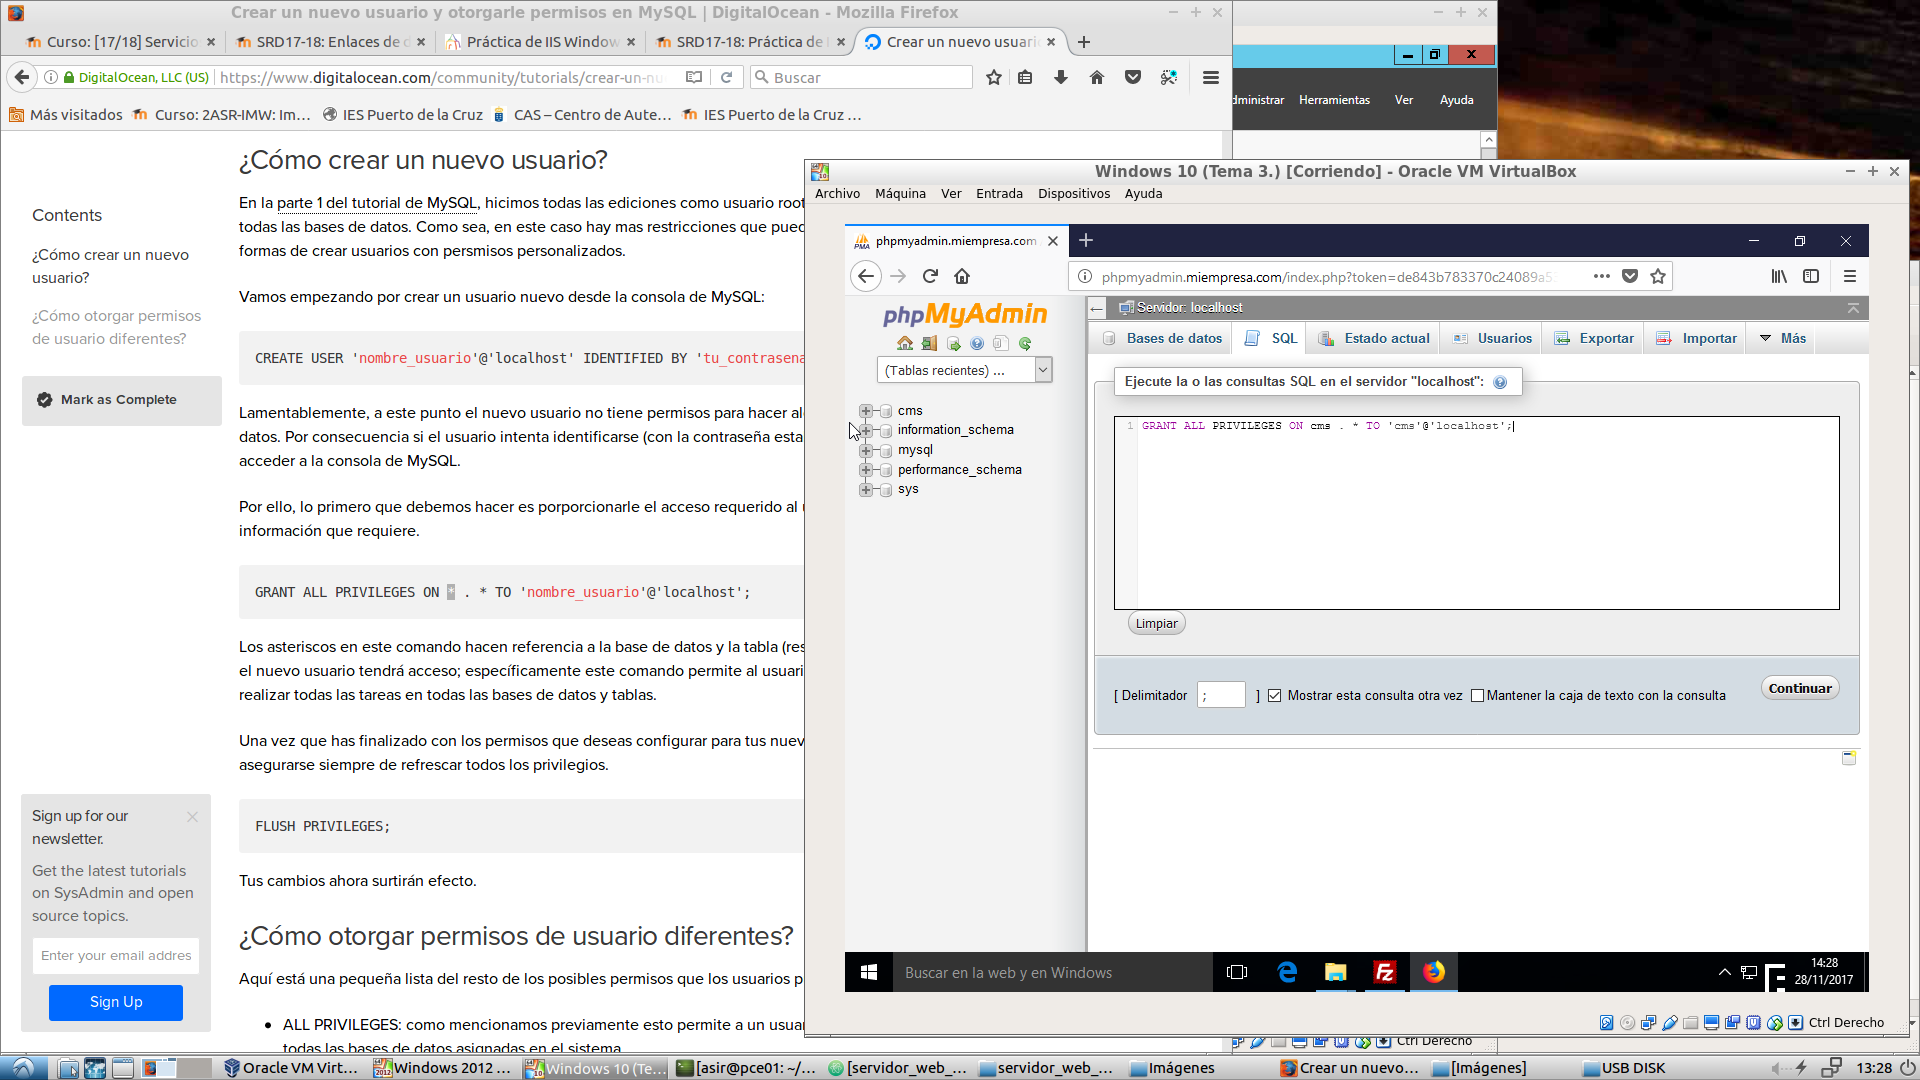 Crear un nuevo usuario y otorgarle permisos en MySQL | DigitalOcean - Mozilla Firefox
Curso: [17/18] Servicio
SRD17-18: Enlaces de d
Práctica de IIS Window
SRD17-18: Práctica de I
Crear un nuevo usuari
DigitalOcean, LLC (US)
https://www.digitalocean.com/community/tutorials/crear-un-nu
Buscar
Más visitados
Curso: 2ASR-IMW: Im...
IES Puerto de la Cruz
CAS – Centro de Aute...
IES Puerto de la Cruz ...
dministrar
Herramientas
Ver
Ayuda
Contents
¿Cómo crear un nuevo
usuario?
¿Cómo otorgar permisos
de usuario diferentes?
Mark as Complete
Sign up for our
newsletter.
Get the latest tutorials
on SysAdmin and open
source topics.
Enter your email addres
Sign Up
¿Cómo crear un nuevo usuario?
En la parte 1 del tutorial de MySQL, hicimos todas las ediciones como usuario root
todas las bases de datos. Como sea, en este caso hay mas restricciones que pued
formas de crear usuarios con persmisos personalizados.
Vamos empezando por crear un usuario nuevo desde la consola de MySQL:
CREATE USER 'nombre_usuario'@'localhost' IDENTIFIED BY 'tu_contrasena
Lamentablemente, a este punto el nuevo usuario no tiene permisos para hacer al
datos. Por consecuencia si el usuario intenta identificarse (con la contraseña esta
acceder a la consola de MySQL.
Por ello, lo primero que debemos hacer es porporcionarle el acceso requerido al u
información que requiere.
GRANT ALL PRIVILEGES ON * . * TO 'nombre_usuario'@'localhost';
Los asteriscos en este comando hacen referencia a la base de datos y la tabla (res
el nuevo usuario tendrá acceso; específicamente este comando permite al usuari
realizar todas las tareas en todas las bases de datos y tablas.
Una vez que has finalizado con los permisos que deseas configurar para tus nuev
asegurarse siempre de refrescar todos los privilegios.
FLUSH PRIVILEGES;
Tus cambios ahora surtirán efecto.
¿Cómo otorgar permisos de usuario diferentes?
Aquí está una pequeña lista del resto de los posibles permisos que los usuarios p
• ALL PRIVILEGES: como mencionamos previamente esto permite a un usuar
todas las bases de datos asignadas en el sistema
Windows 10 (Tema 3.) [Corriendo] - Oracle VM VirtualBox
Archivo
Máquina
Ver
Entrada
Dispositivos
Ayuda
PMA
phpmyadmin.miempresa.com
phpmyadmin.miempresa.com/index.php?token=de843b783370c24089a5
phpMyAdmin
(Tablas recientes) ...
cms
information_schema
mysql
performance_schema
sys
Servidor: localhost
Bases de datos
SQL
Estado actual
Usuarios
Exportar
Importar
Más
Ejecute la o las consultas SQL en el servidor "localhost":
1 GRANT ALL PRIVILEGES ON cms . * TO 'cms'@'localhost';
Limpiar
[ Delimitador ; ]
Mostrar esta consulta otra vez
Mantener la caja de texto con la consulta
Continuar
Buscar en la web y en Windows
14:28
28/11/2017
Ctrl Derecho
Ctrl Derecho
Oracle VM Virt...
Windows 2012 ...
Windows 10 (Te...
[asir@pce01: ~/...
[servidor_web_...
servidor_web_...
Imágenes
Crear un nuevo...
[Imágenes]
USB DISK
13:28